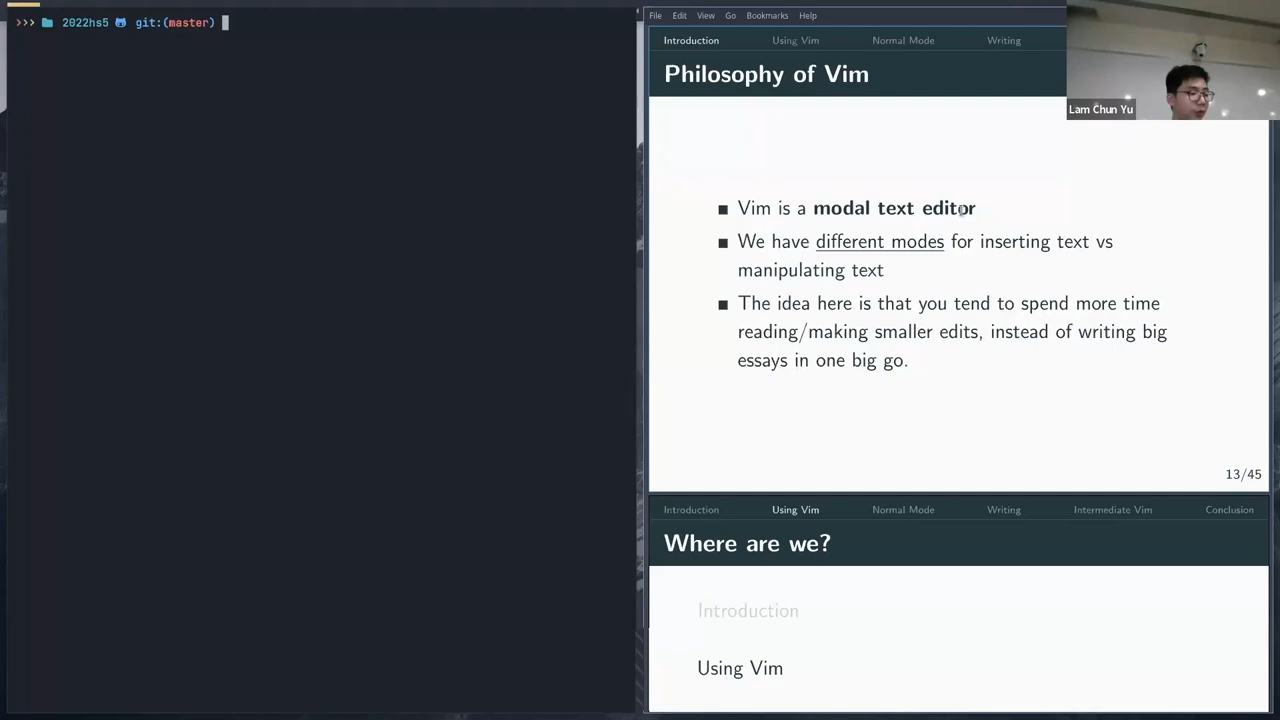 >>> 2022hs5 git:(master)
File Edit View Go Bookmarks Help
Introduction Using Vim Normal Mode Writing
Philosophy of Vim
Lam Chun Yu
■ Vim is a modal text editor
■ We have different modes for inserting text vs
manipulating text
■ The idea here is that you tend to spend more time
reading/making smaller edits, instead of writing big
essays in one big go.
13/45
Introduction Using Vim Normal Mode Writing Intermediate Vim Conclusion
Where are we?
Introduction
Using Vim